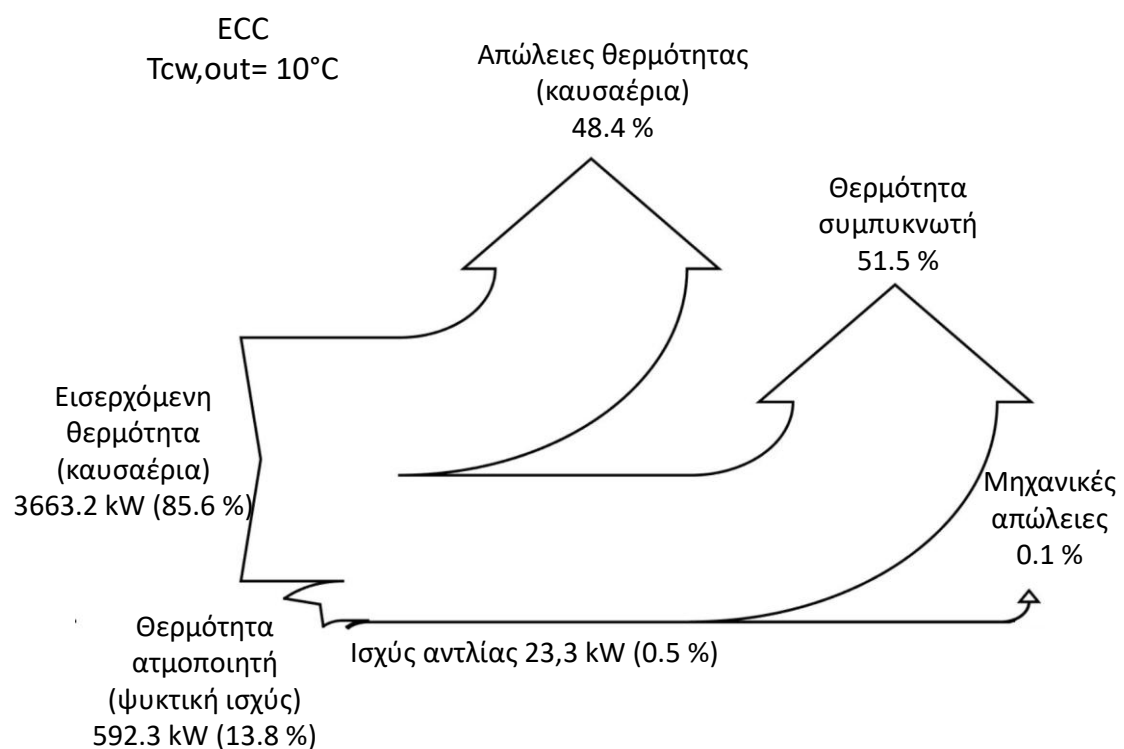 ECC
Tcw,out= 10°C
Απώλειες θερμότητας
(καυσαέρια)
48.4 %
Θερμότητα
συμπυκνωτή
51.5 %
Εισερχόμενη
θερμότητα
(καυσαέρια)
3663.2 kW (85.6 %)
Μηχανικές
απώλειες
0.1 %
Θερμότητα
ατμοποιητή
(ψυκτική ισχύς)
592.3 kW (13.8 %)
Ισχύς αντλίας 23,3 kW (0.5 %)